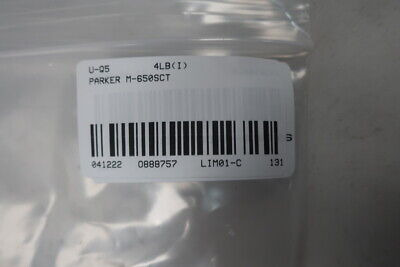 U-Q5 4LB(I)
PARKER M-650SCT
041222 0888757 LIM01-C 131
U